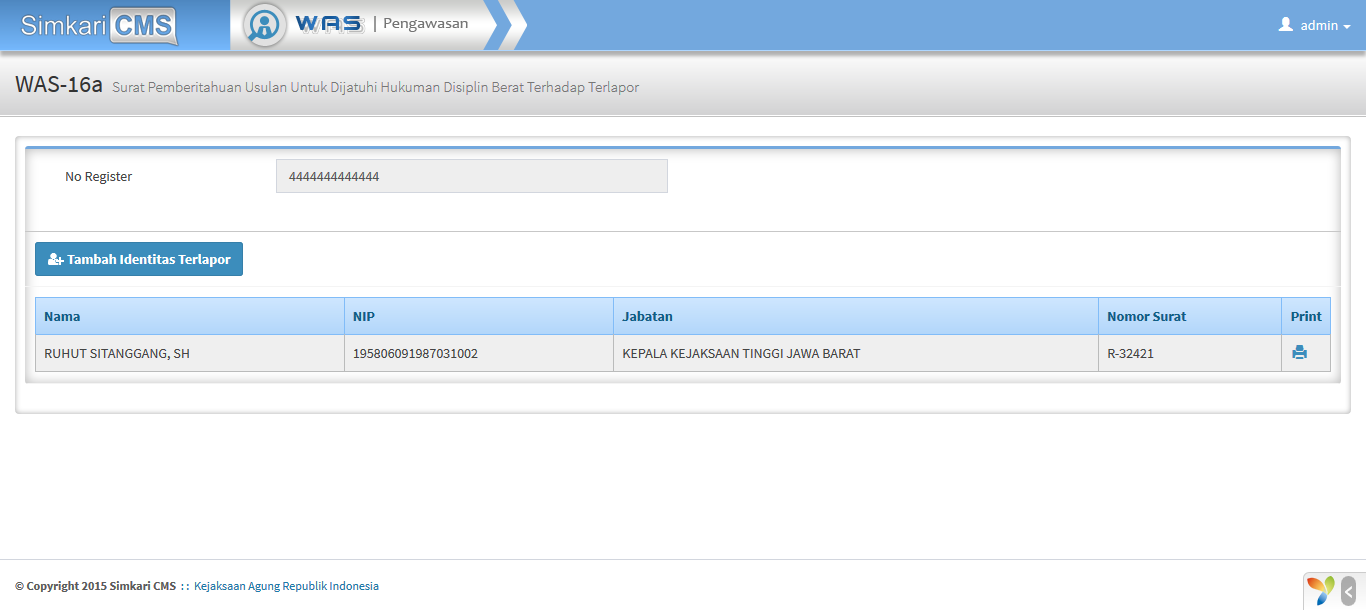 Simkari CMS WAS | Pengawasan admin
WAS-16a Surat Pemberitahuan Usulan Untuk Dijatuhi Hukuman Disiplin Berat Terhadap Terlapor
No Register 4444444444444
Tambah Identitas Terlapor
Nama NIP Jabatan Nomor Surat Print
RUHUT SITANGGANG, SH 195806091987031002 KEPALA KEJAKSAAN TINGGI JAWA BARAT R-32421
© Copyright 2015 Simkari CMS :: Kejaksaan Agung Republik Indonesia